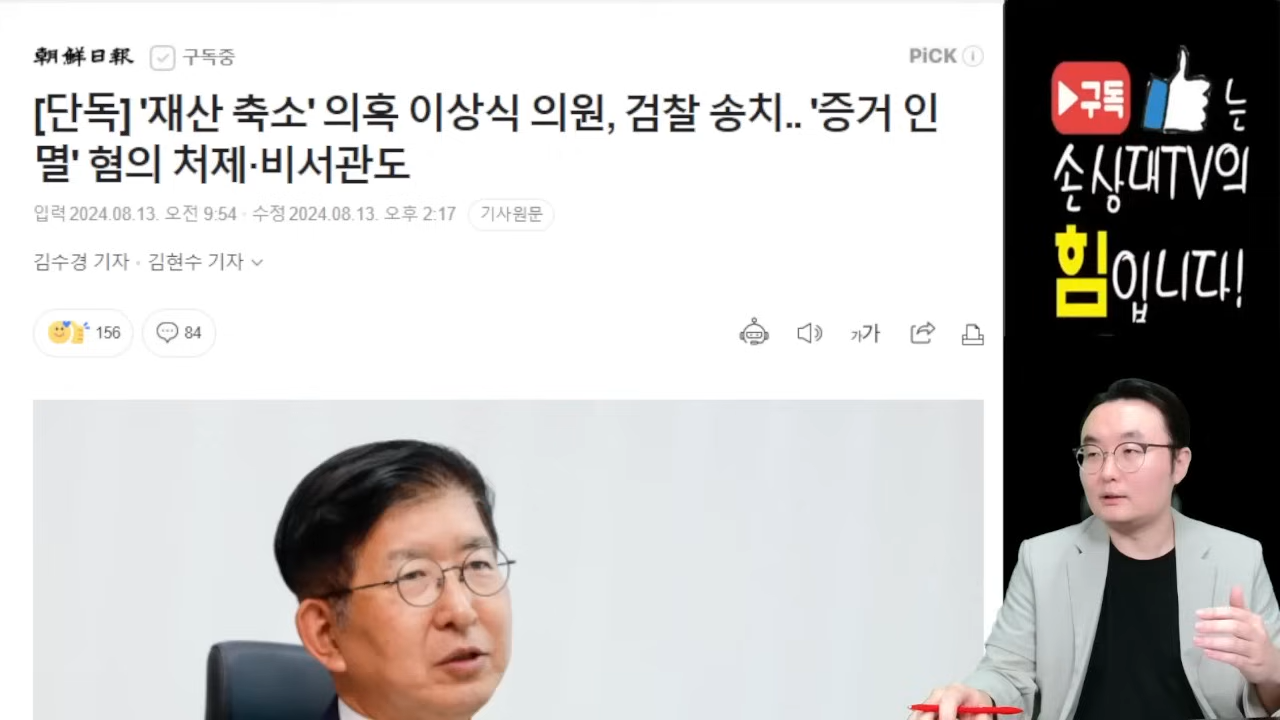 朝鮮日報 구독중
PiCK
[단독] '재산 축소' 의혹 이상식 의원, 검찰 송치.. '증거 인
멸' 혐의 처제·비서관도
입력 2024.08.13. 오전 9:54 · 수정 2024.08.13. 오후 2:17 기사원문
김수경 기자 · 김현수 기자
156 84
가가
구독 는
손상대TV의
힘입니다!